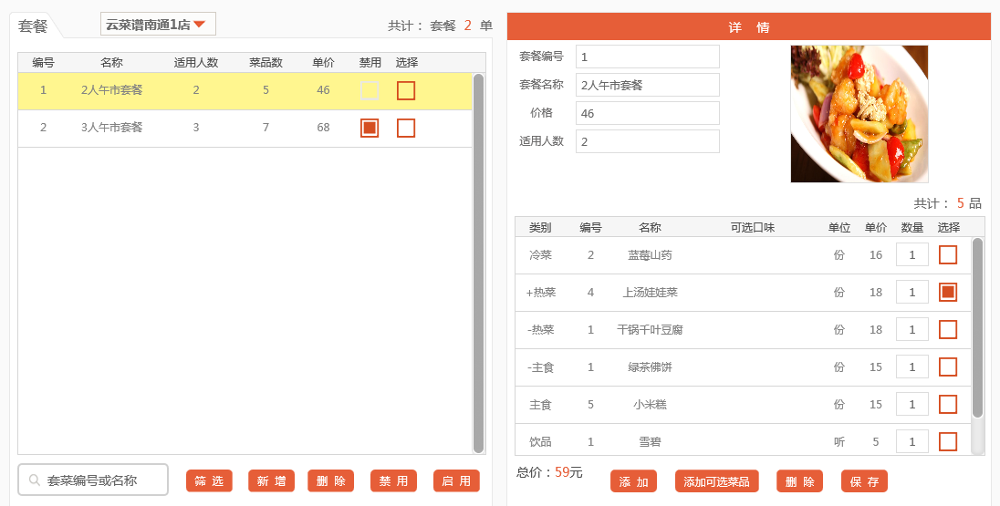 套餐
云菜谱南通1店
共计： 套餐 2 单
编号 名称 适用人数 菜品数 单价 禁用 选择
1 2人午市套餐 2 5 46
2 3人午市套餐 3 7 68
套菜编号或名称
筛 选 新 增 删 除 禁 用 启 用
详 情
套餐编号 1
套餐名称 2人午市套餐
价格 46
适用人数 2
共计： 5 品
类别 编号 名称 可选口味 单位 单价 数量 选择
冷菜 2 蓝莓山药 份 16 1
+热菜 4 上汤娃娃菜 份 18 1
-热菜 1 干锅千叶豆腐 份 18 1
-主食 1 绿茶佛饼 份 15 1
主食 5 小米糕 份 15 1
饮品 1 雪碧 听 5 1
总价：59元
添 加 添加可选菜品 删 除 保 存